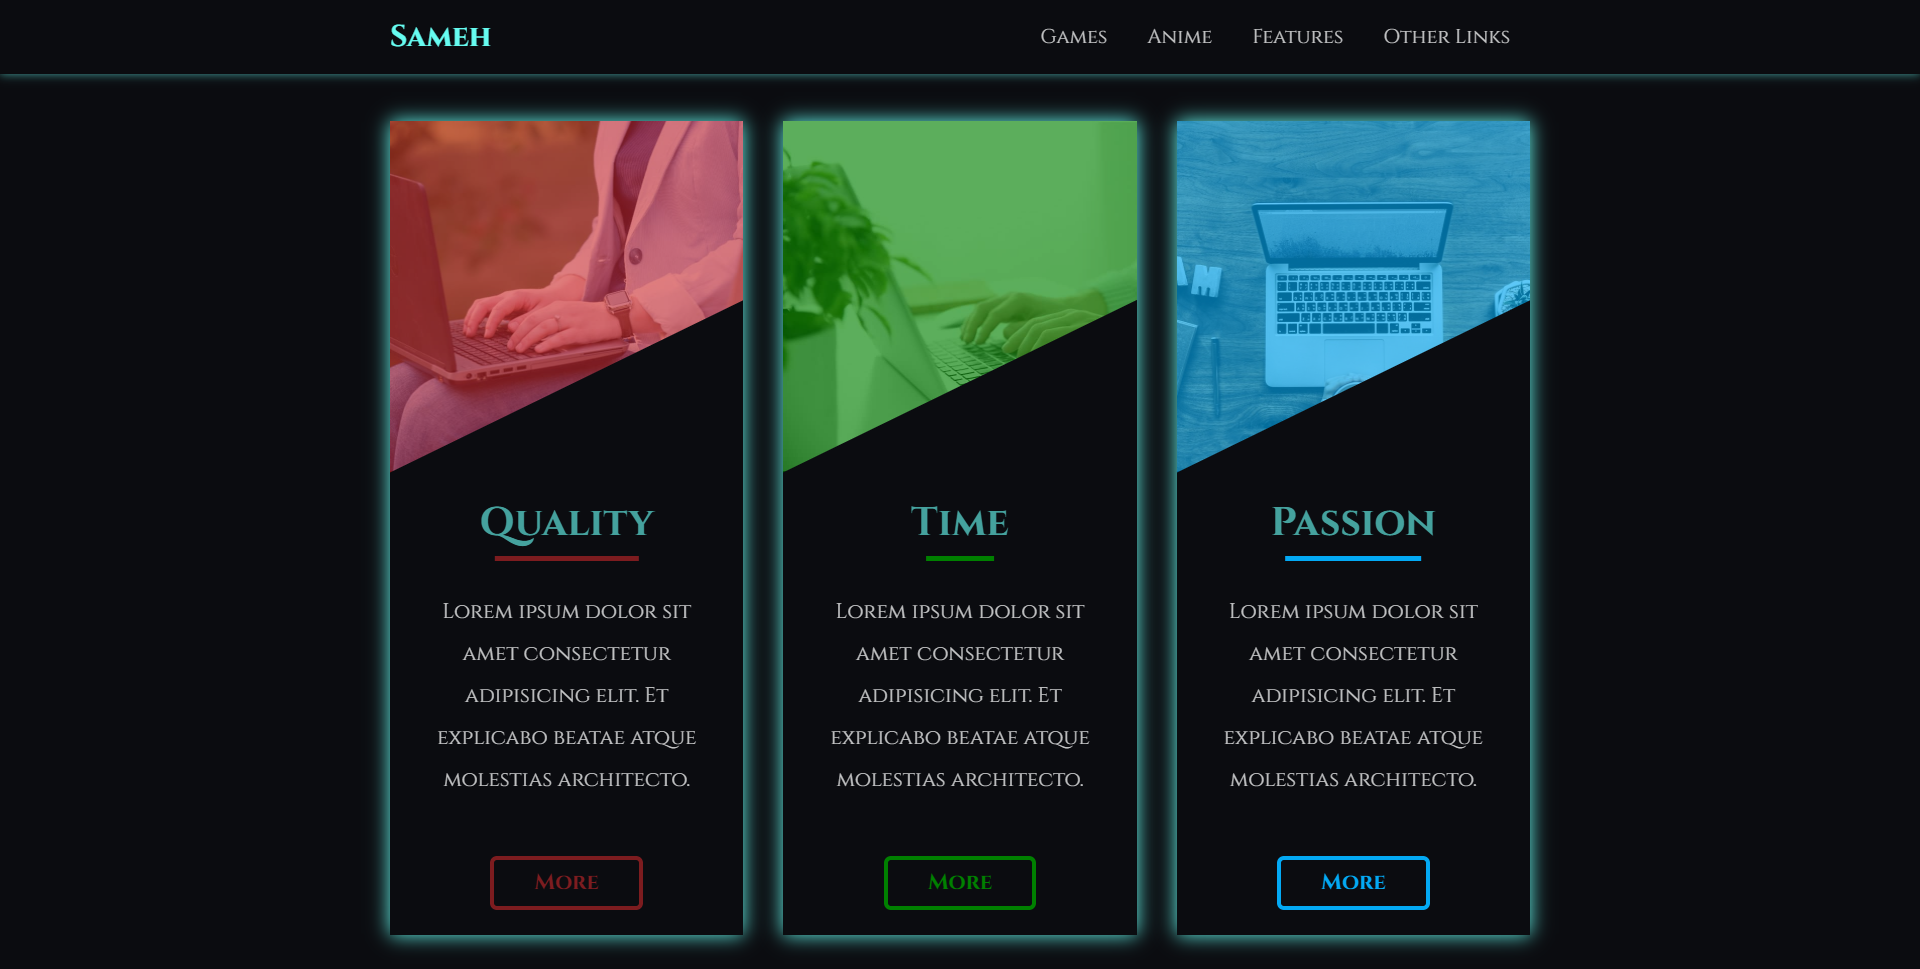 Sameh
Games Anime Features Other Links
Quality
Lorem ipsum dolor sit
amet consectetur
adipisicing elit. Et
explicabo beatae atque
molestias architecto.
More
Time
Lorem ipsum dolor sit
amet consectetur
adipisicing elit. Et
explicabo beatae atque
molestias architecto.
More
Passion
Lorem ipsum dolor sit
amet consectetur
adipisicing elit. Et
explicabo beatae atque
molestias architecto.
More